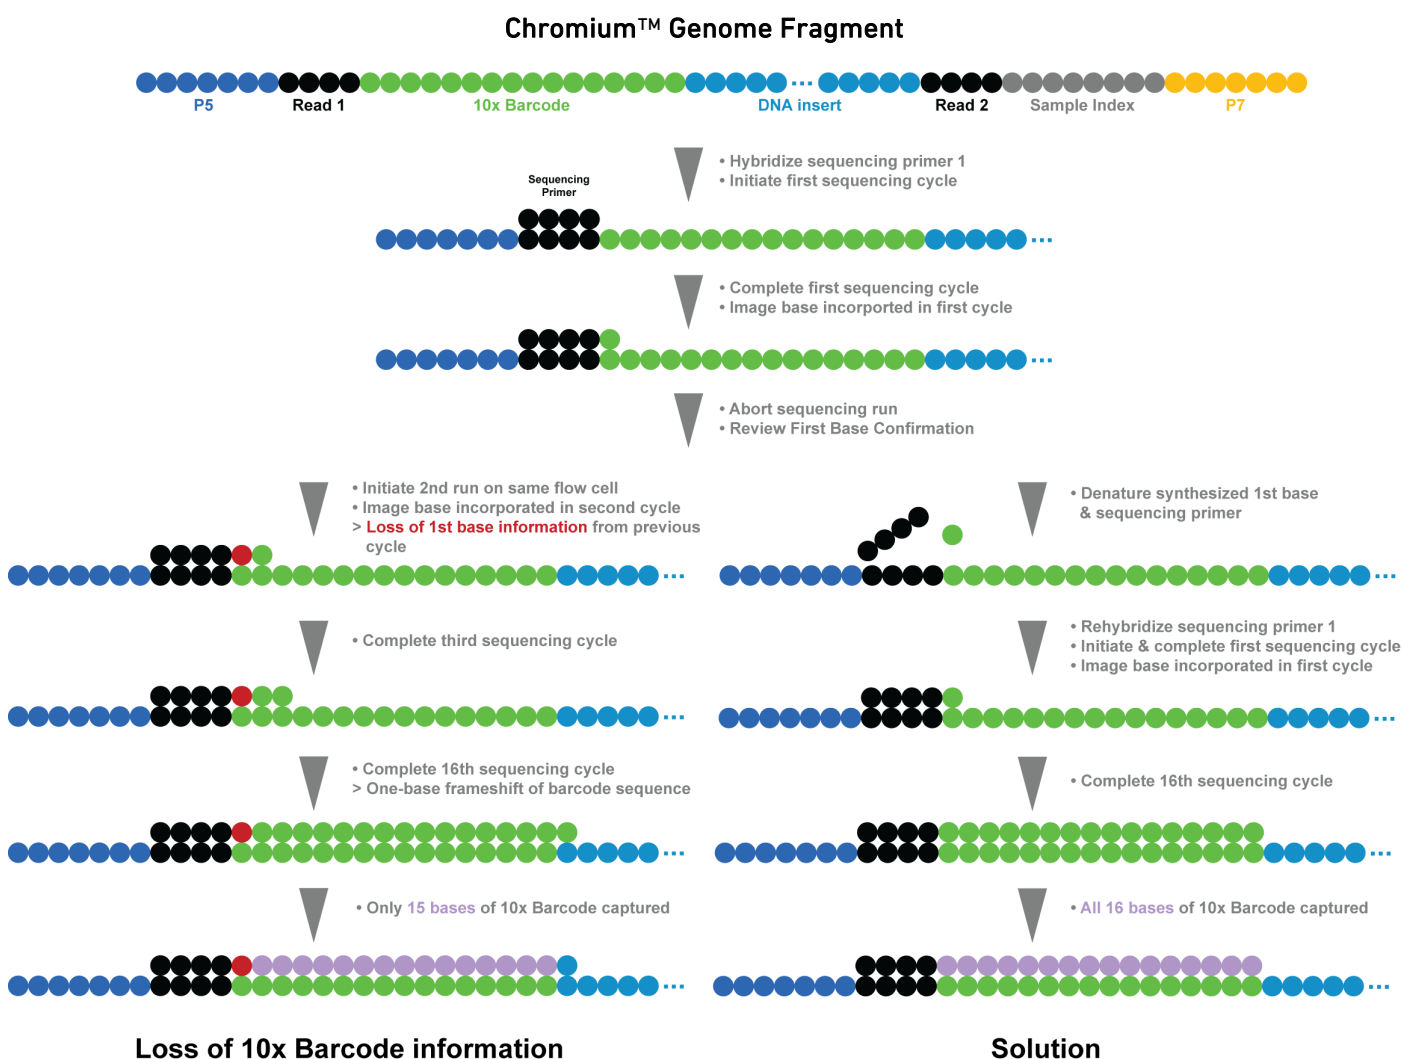 Chromium™ Genome Fragment
...
P5 Read 1 10x Barcode DNA insert Read 2 Sample Index P7
• Hybridize sequencing primer 1
• Initiate first sequencing cycle
Sequencing
Primer
...
• Complete first sequencing cycle
• Image base incorported in first cycle
...
• Abort sequencing run
• Review First Base Confirmation
• Initiate 2nd run on same flow cell
• Image base incorporated in second cycle
> Loss of 1st base information from previous
cycle
...
• Complete third sequencing cycle
...
• Complete 16th sequencing cycle
> One-base frameshift of barcode sequence
...
• Only 15 bases of 10x Barcode captured
...
Loss of 10x Barcode information
• Denature synthesized 1st base
& sequencing primer
...
• Rehybridize sequencing primer 1
• Initiate & complete first sequencing cycle
• Image base incorporated in first cycle
...
• Complete 16th sequencing cycle
...
• All 16 bases of 10x Barcode captured
...
Solution